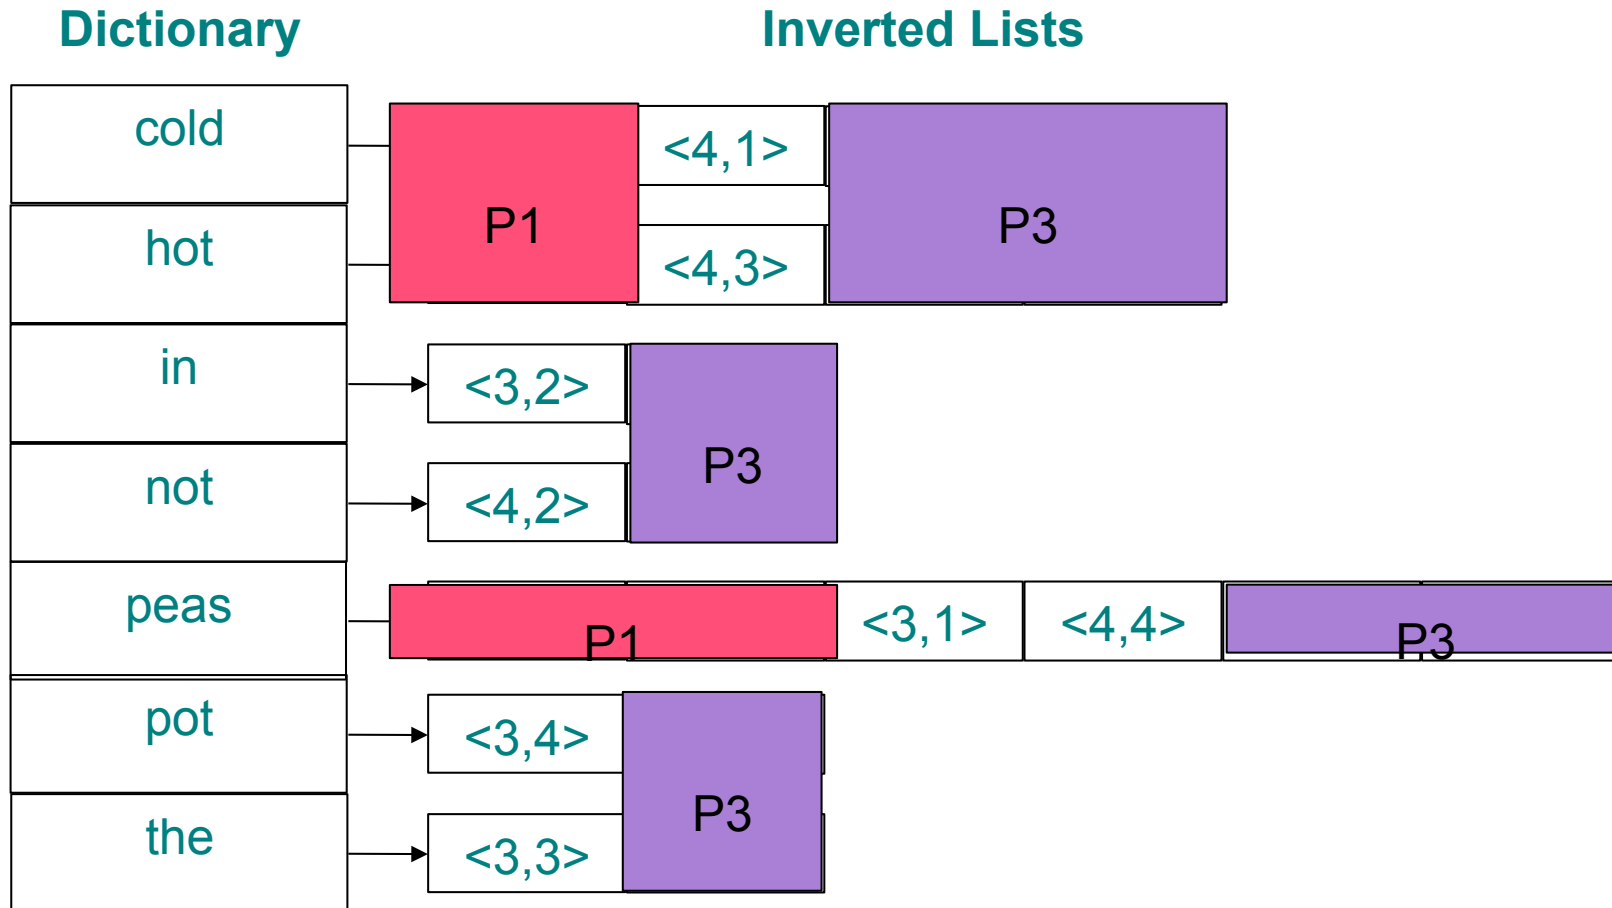 Dictionary Inverted Lists
cold <4,1>
P1 P3
hot <4,3>
in <3,2>
P3
not <4,2>
peas P1 <3,1> <4,4> P3
pot <3,4>
P3
the <3,3>